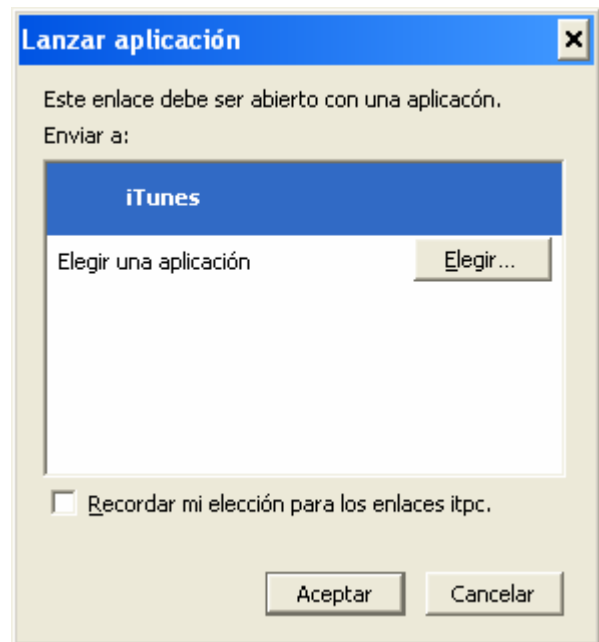 Lanzar aplicación
Este enlace debe ser abierto con una aplicacón.
Enviar a:
iTunes
Elegir una aplicación
Elegir...
Recordar mi elección para los enlaces itpc.
Aceptar
Cancelar